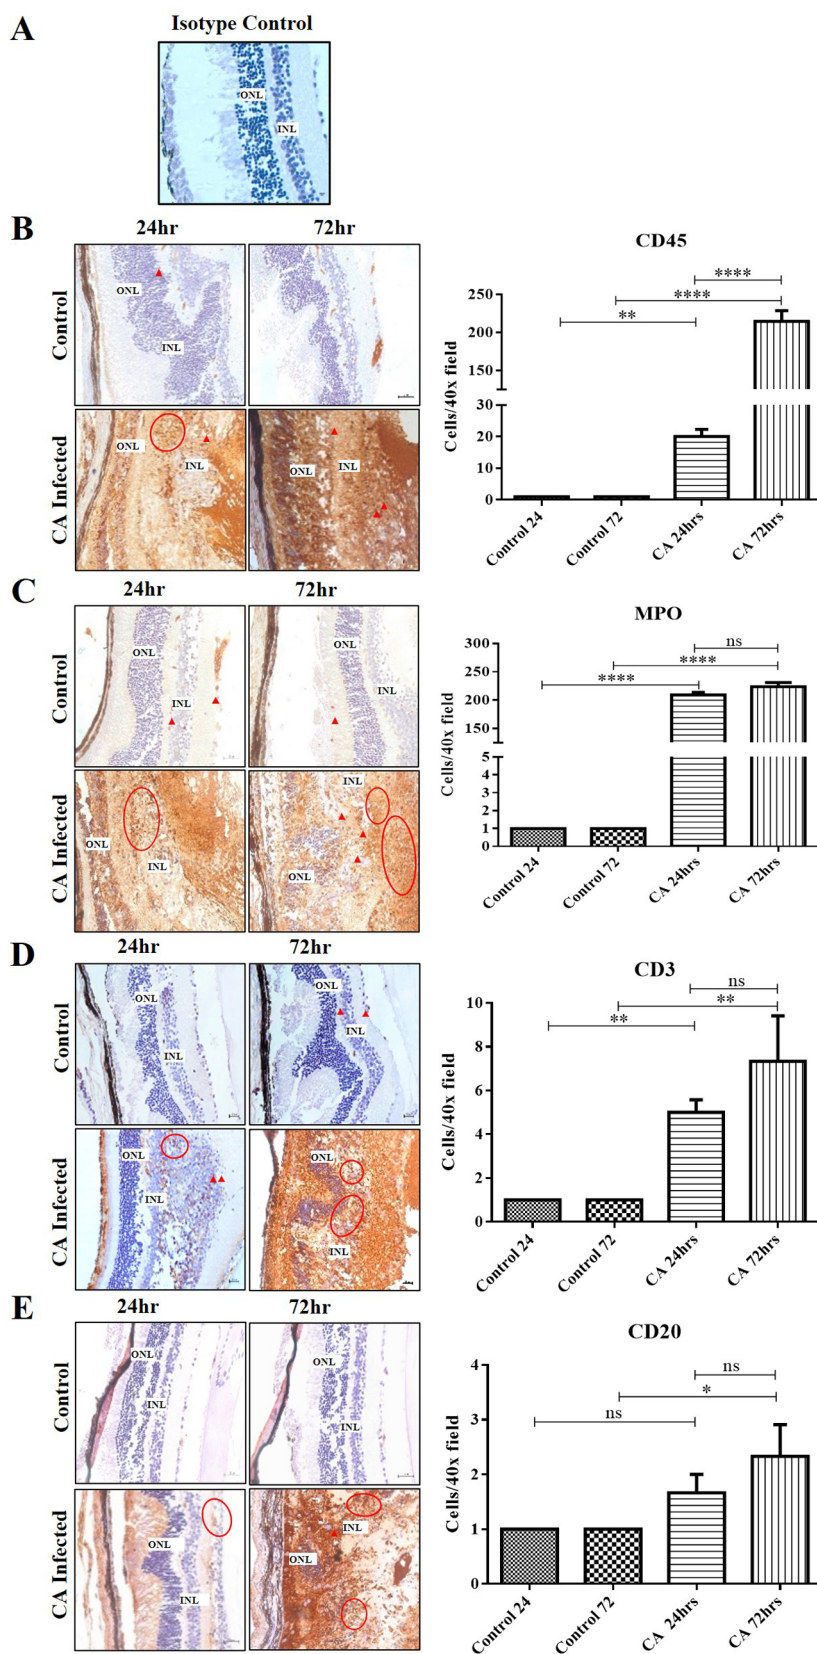 A
Isotype Control
ONL
INL
B
24hr
72hr
Control
ONL
INL
CA Infected
ONL
INL
ONL
INL
CD45
****
****
**
Cells/40x field
250
200
150
100
30
20
10
0
Control 24
Control 72
CA 24hrs
CA 72hrs
C
24hr
72hr
Control
ONL
INL
ONL
INL
CA Infected
ONL
INL
INL
ONL
MPO
ns
****
****
Cells/40x field
300
250
200
150
100
5
4
3
2
1
0
Control 24
Control 72
CA 24hrs
CA 72hrs
D
24hr
72hr
Control
ONL
INL
ONL
INL
CA Infected
ONL
INL
ONL
INL
CD3
ns
**
**
Cells/40x field
10
8
6
4
2
0
Control 24
Control 72
CA 24hrs
CA 72hrs
E
24hr
72hr
Control
ONL
INL
ONL
INL
CA Infected
ONL
INL
INL
ONL
CD20
ns
*
ns
Cells/40x field
4
3
2
1
0
Control 24
Control 72
CA 24hrs
CA 72hrs